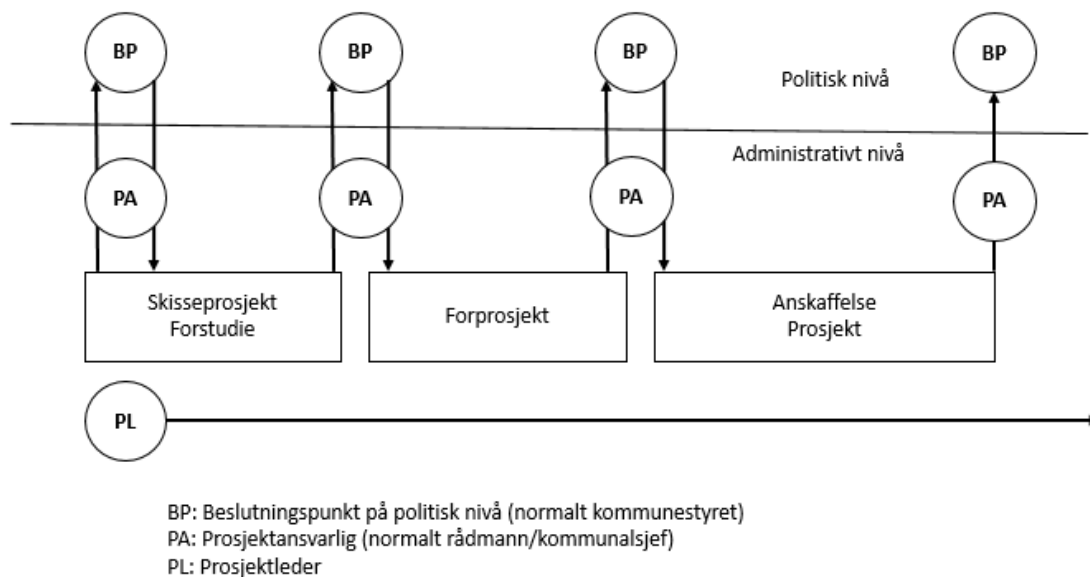 BP
BP
BP
BP
Politisk nivå
Administrativt nivå
PA
PA
PA
PA
Skisseprosjekt
Forstudie
Forprosjekt
Anskaffelse
Prosjekt
PL
BP: Beslutningspunkt på politisk nivå (normalt kommunestyret)
PA: Prosjektansvarlig (normalt rådmann/kommunalsjef)
PL: Prosjektleder